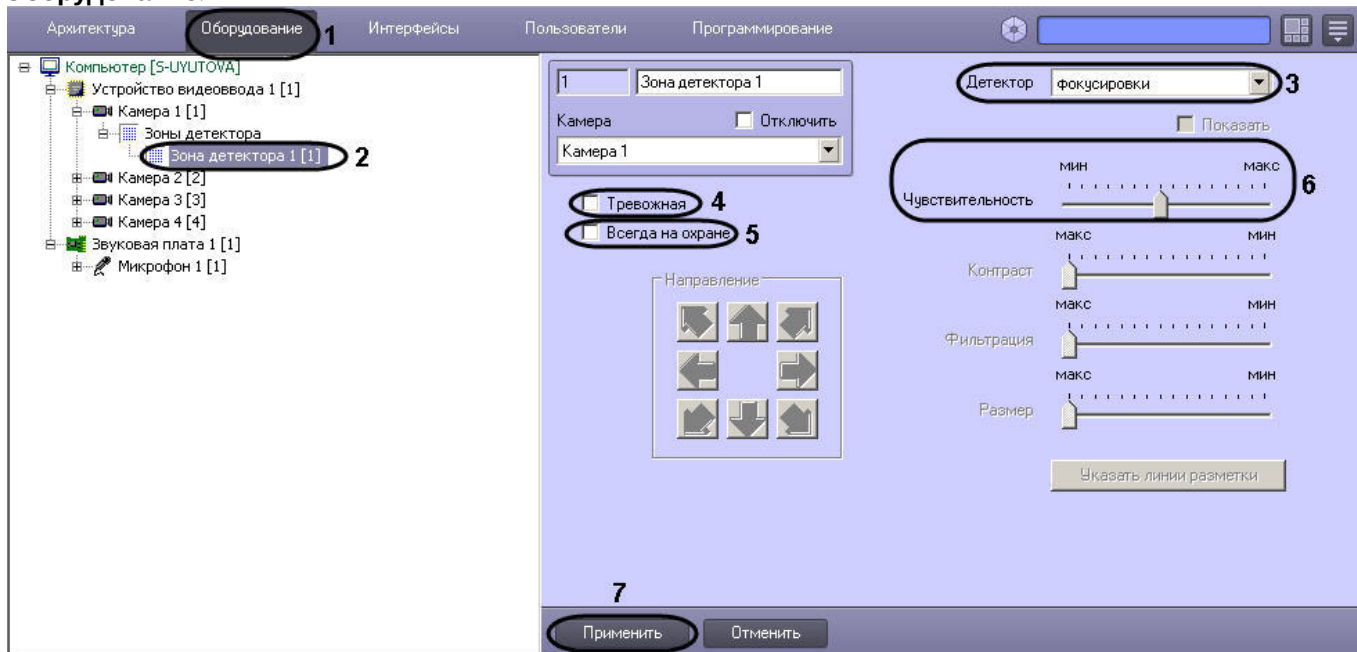 Оборудование.
Архитектура Оборудование 1 Интерфейсы Пользователи Программирование
Компьютер [S-UYUTOVA]
Устройство видеоввода 1 [1]
Камера 1 [1]
Зоны детектора
Зона детектора 1 [1] 2
Камера 2 [2]
Камера 3 [3]
Камера 4 [4]
Звуковая плата 1 [1]
Микрофон 1 [1]
1 Зона детектора 1
Камера Отключить
Камера 1
Тревожная 4
Всегда на охране 5
Направление
Детектор фокусировки 3
Показать
мин макс
Чувствительность 6
макс мин
Контраст
макс мин
Фильтрация
макс мин
Размер
Указать линии разметки
7
Применить Отменить